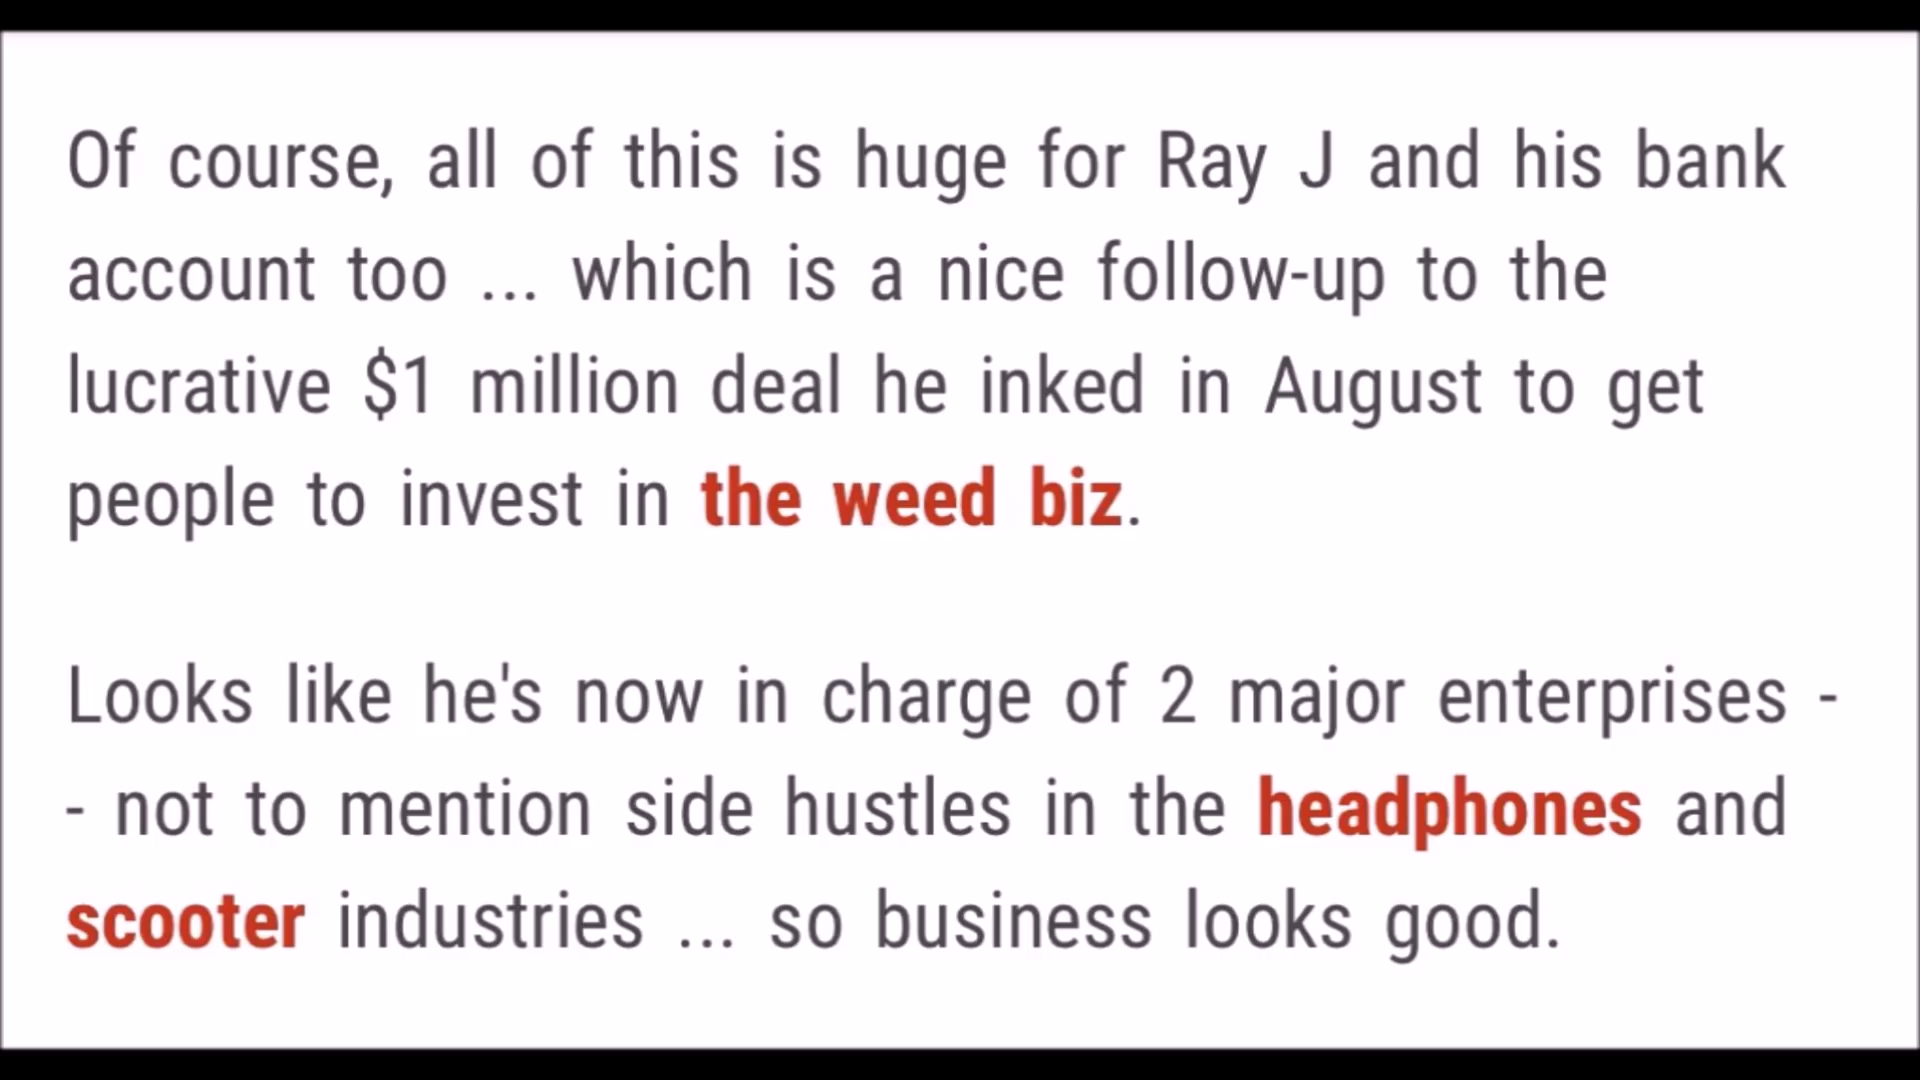 Of course, all of this is huge for Ray J and his bank
account too ... which is a nice follow-up to the
lucrative $1 million deal he inked in August to get
people to invest in the weed biz.
Looks like he's now in charge of 2 major enterprises -
- not to mention side hustles in the headphones and
scooter industries ... so business looks good.